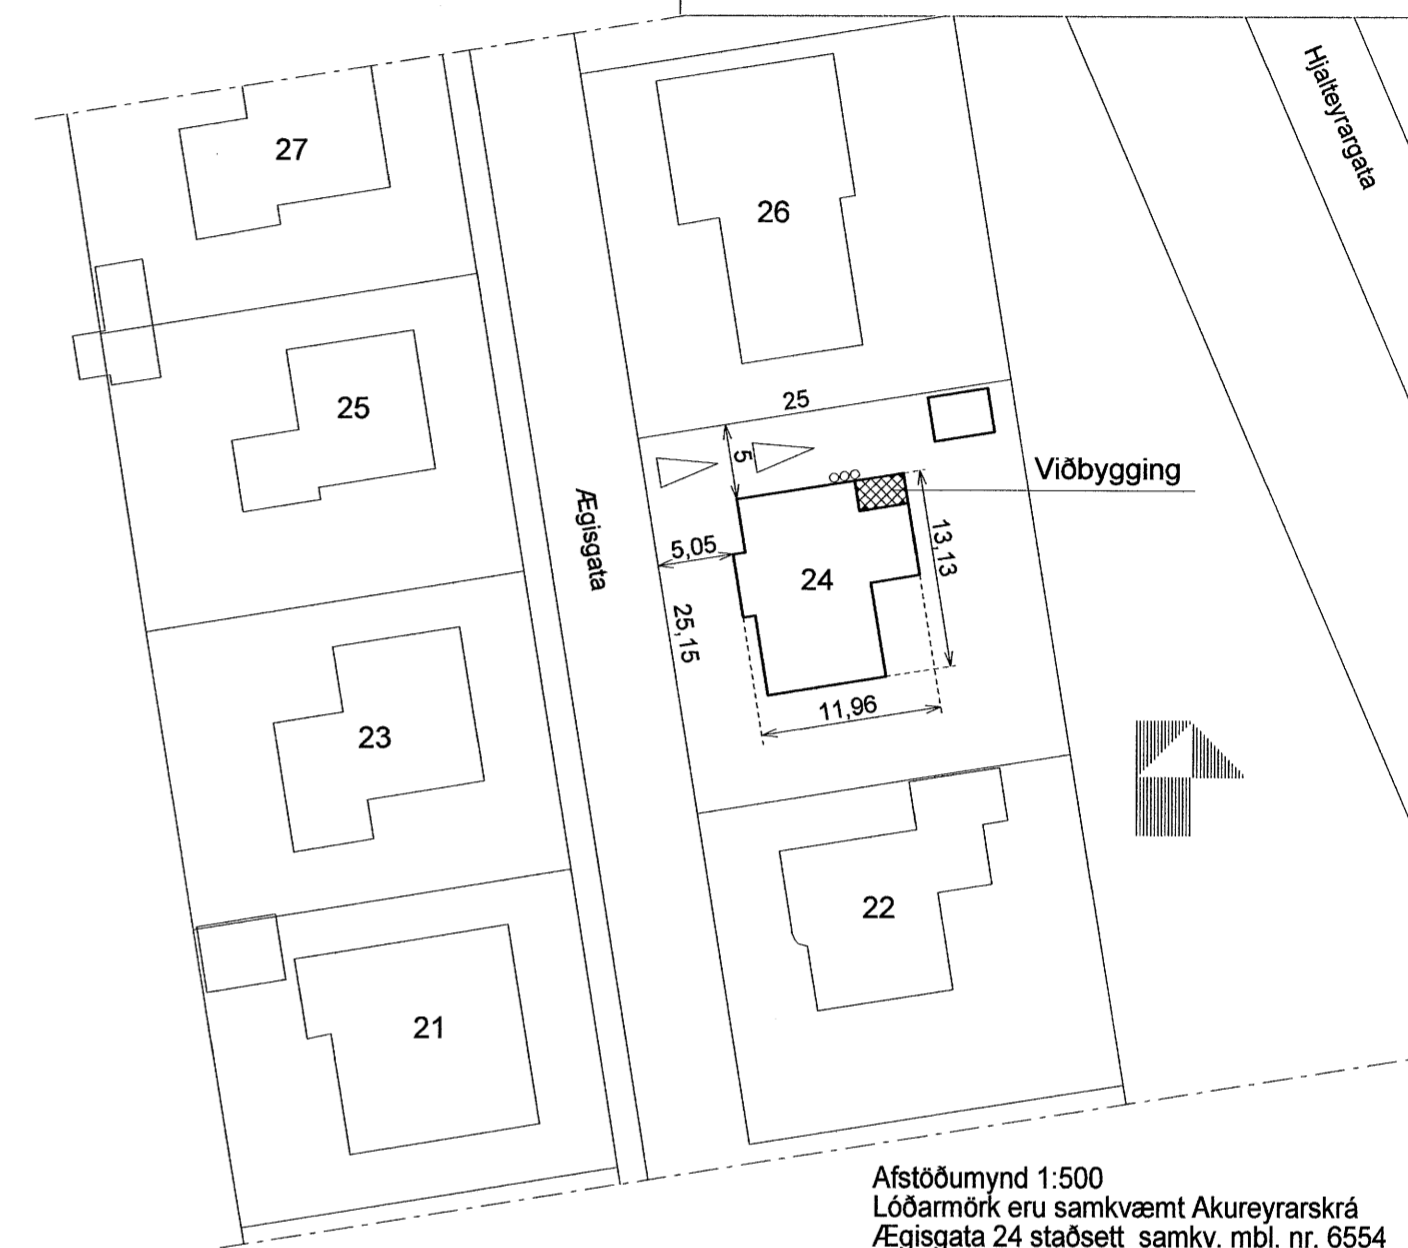 Hjalteyrargata
27
26
25
25
5
Viðbygging
Ægisgata
5,05
13,13
24
25,15
11,96
23
22
21
Afstöðumynd 1:500
Lóðarmörk eru samkvæmt Akureyrarskrá
Ægisgata 24 staðsett samkv. mbl. nr. 6554